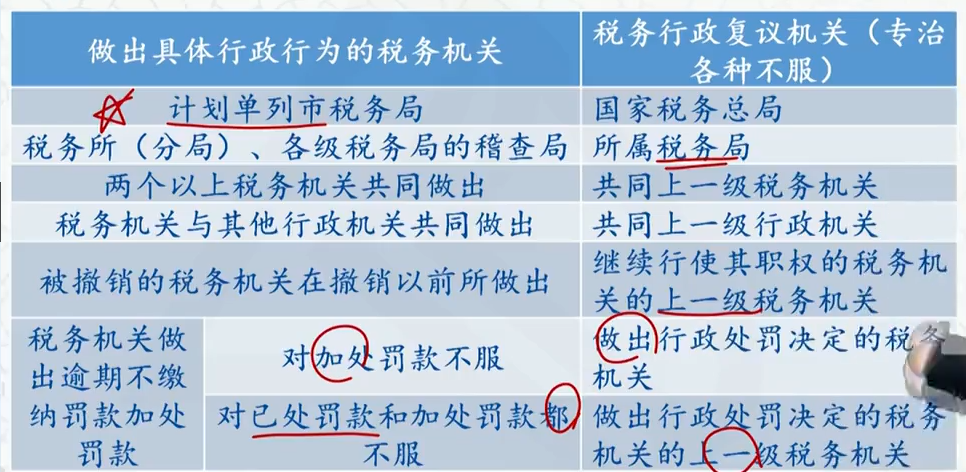 做出具体行政行为的税务机关
税务行政复议机关（专治
各种不服）
计划单列市税务局
国家税务总局
税务所（分局）、各级税务局的稽查局
所属税务局
两个以上税务机关共同做出
共同上一级税务机关
税务机关与其他行政机关共同做出
共同上一级行政机关
被撤销的税务机关在撤销以前所做出
继续行使其职权的税务机
关的上一级税务机关
税务机关做
出逾期不缴
纳罚款加处
罚款
对加处罚款不服
做出行政处罚决定的税务
机关
对已处罚款和加处罚款都
不服
做出行政处罚决定的税务
机关的上一级税务机关